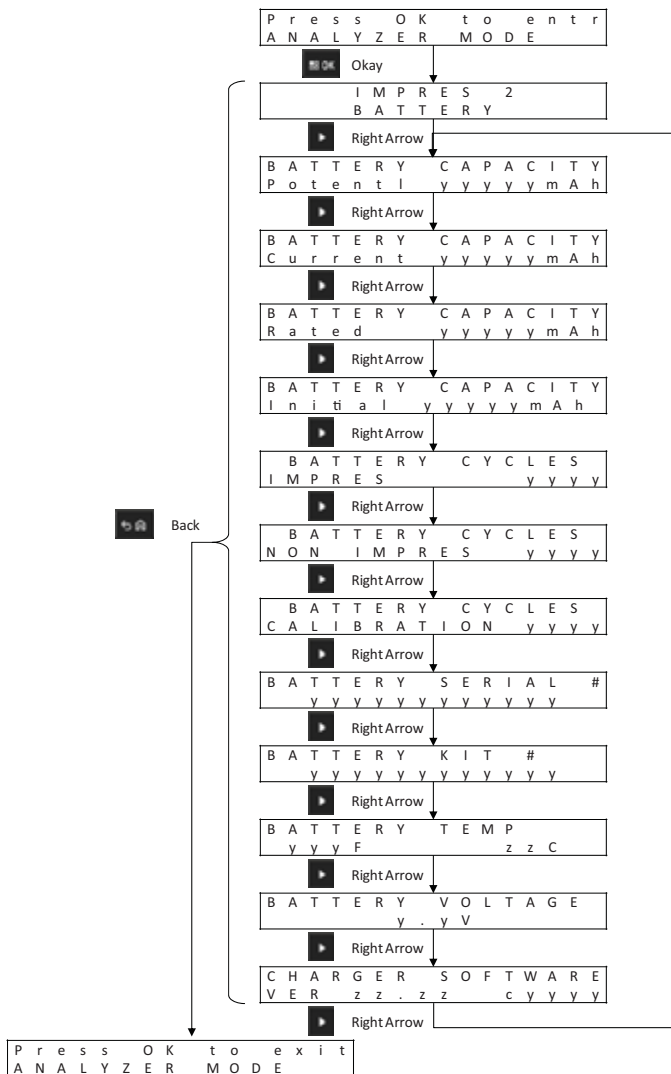 Press OK to entr
ANALYZER MODE
OK Okay
IMPRES 2
BATTERY
Right Arrow
BATTERY CAPACITY
Potentl yyyyymAh
Right Arrow
BATTERY CAPACITY
Current yyyyymAh
Right Arrow
BATTERY CAPACITY
Rated yyyyymAh
Right Arrow
BATTERY CAPACITY
Initial yyyyymAh
Right Arrow
BATTERY CYCLES
IMPRES yyyy
Right Arrow
BATTERY CYCLES
NON IMPRES yyyy
Back
Right Arrow
BATTERY CYCLES
CALIBRATION yyyy
Right Arrow
BATTERY SERIAL #
yyyyyyyyyyyy
Right Arrow
BATTERY KIT #
yyyyyyyyyyyy
Right Arrow
BATTERY TEMP
yyyF zzC
Right Arrow
BATTERY VOLTAGE
y.yV
Right Arrow
CHARGER SOFTWARE
VER zz.zz cyyyy
Right Arrow
Press OK to exit
ANALYZER MODE